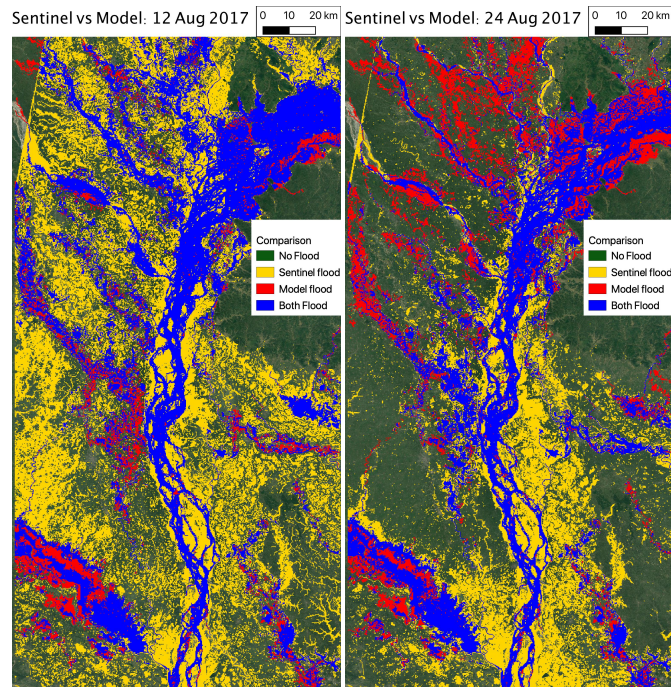 Sentinel vs Model: 12 Aug 2017
0 10 20 km
Comparison
No Flood
Sentinel flood
Model flood
Both Flood
Sentinel vs Model: 24 Aug 2017
0 10 20 km
Comparison
No Flood
Sentinel flood
Model flood
Both Flood